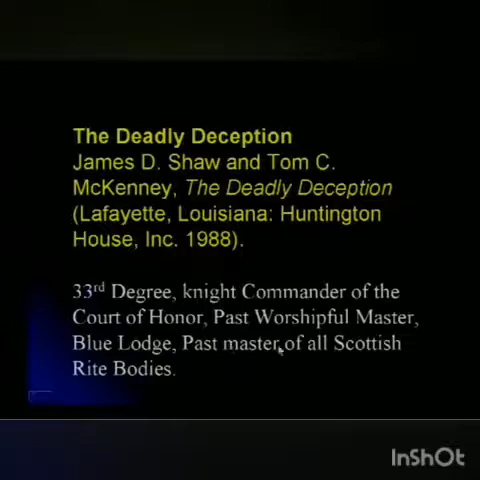 The Deadly Deception
James D. Shaw and Tom C.
McKenney, The Deadly Deception
(Lafayette, Louisiana: Huntington
House, Inc. 1988).
33rd Degree, knight Commander of the
Court of Honor, Past Worshipful Master,
Blue Lodge, Past master of all Scottish
Rite Bodies.
InShOt